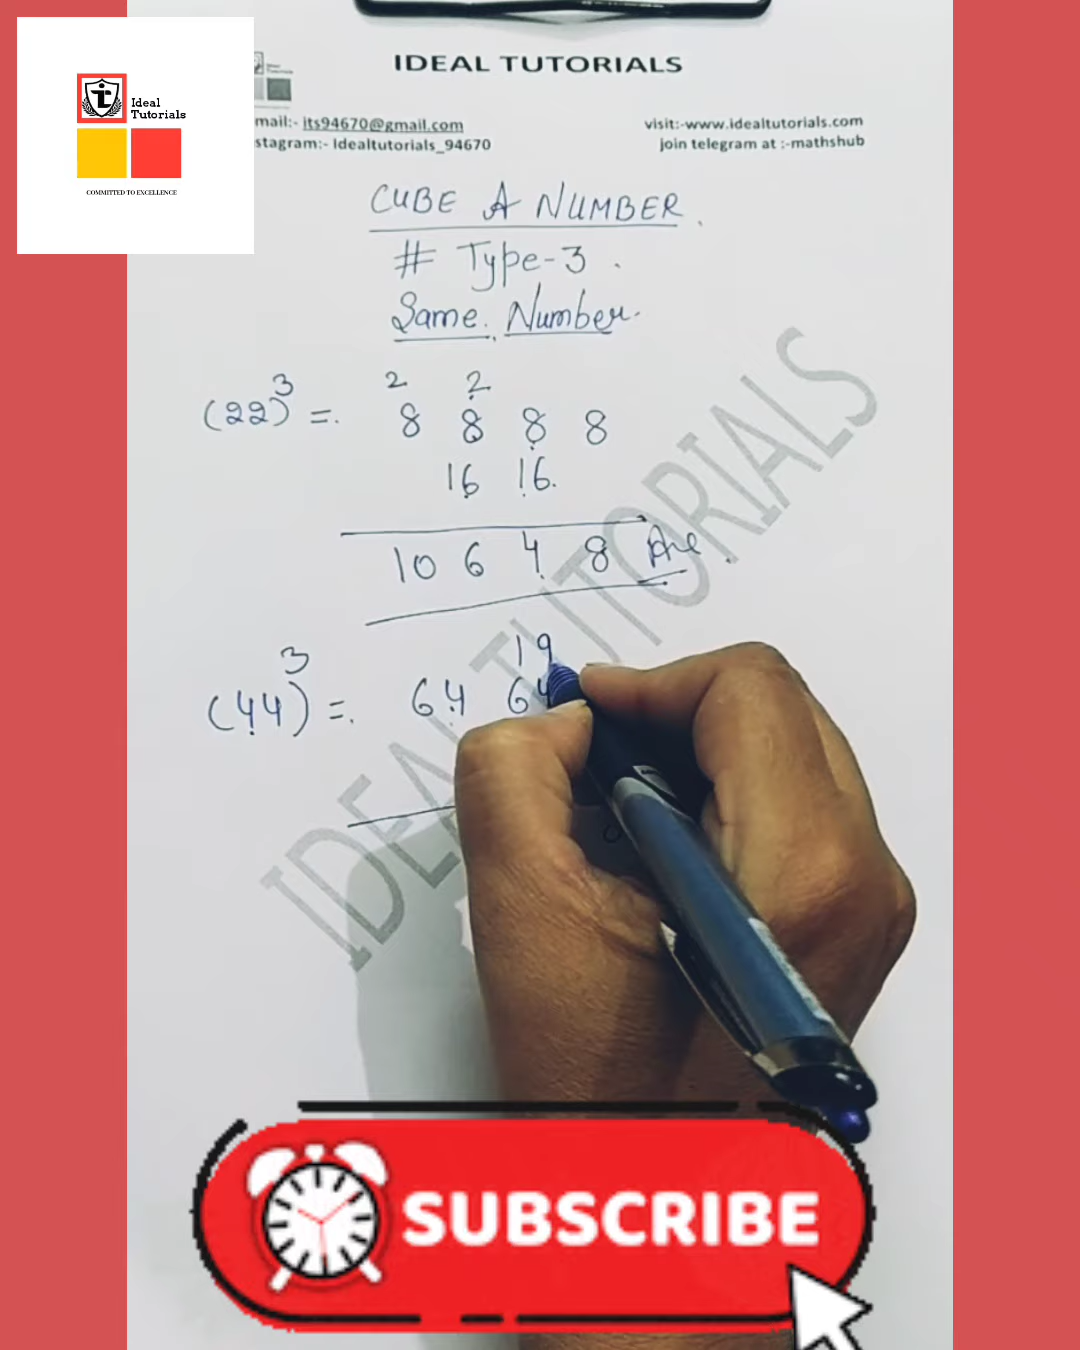 Ideal
Tutorials
COMMITTED TO EXCELLENCE
IDEAL TUTORIALS
mail:- its94670@gmail.com
stagram:- Idealtutorials_94670
visit:-www.idealtutorials.com
join telegram at :-mathshub
CUBE A NUMBER.
# Type-3.
Same. Number.
2 2
(22)³ =. 8 8 8 8
16 16.
10 6 4 8 Ans.
19
(44)³ =. 64 64
IDEAL TUTORIALS
SUBSCRIBE